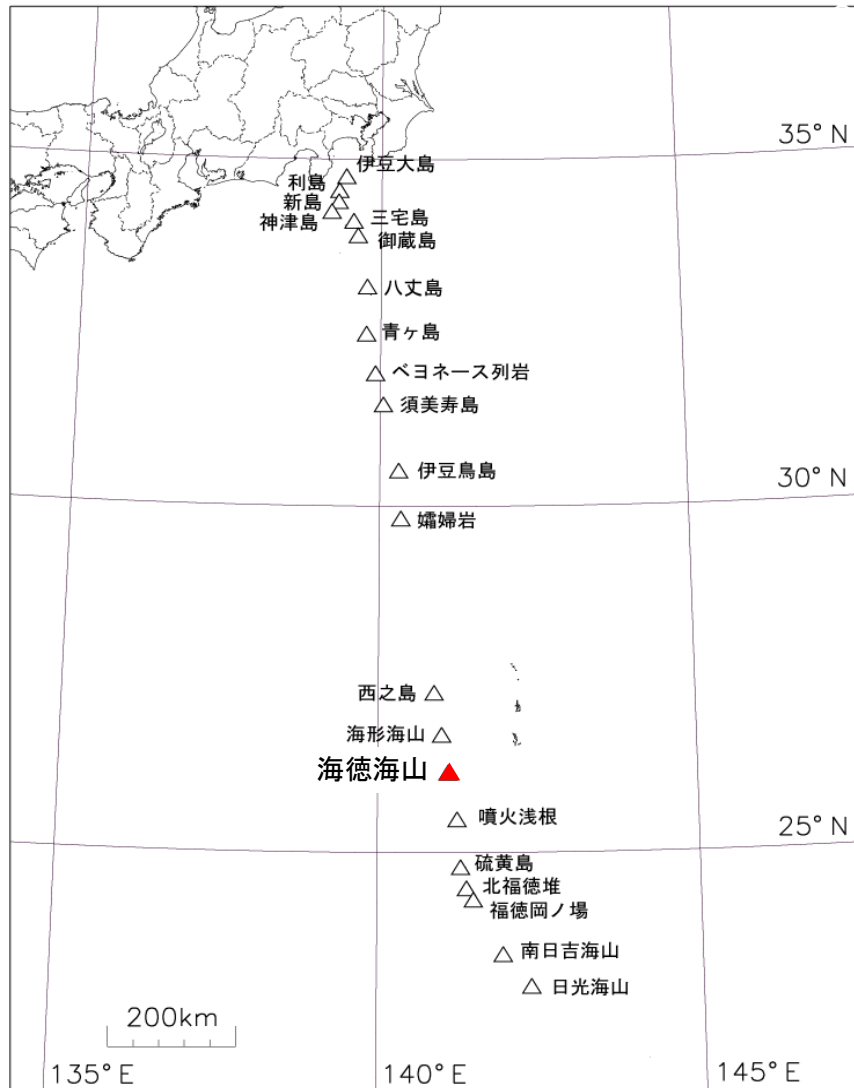 35°N
伊豆大島
利島
新島
神津島
三宅島
御蔵島
八丈島
青ヶ島
ベヨネース列岩
須美寿島
伊豆鳥島
30°N
孀婦岩
西之島
海形海山
海徳海山
噴火浅根
25°N
硫黄島
北福徳堆
福徳岡ノ場
南日吉海山
日光海山
200km
135°E
140°E
145°E